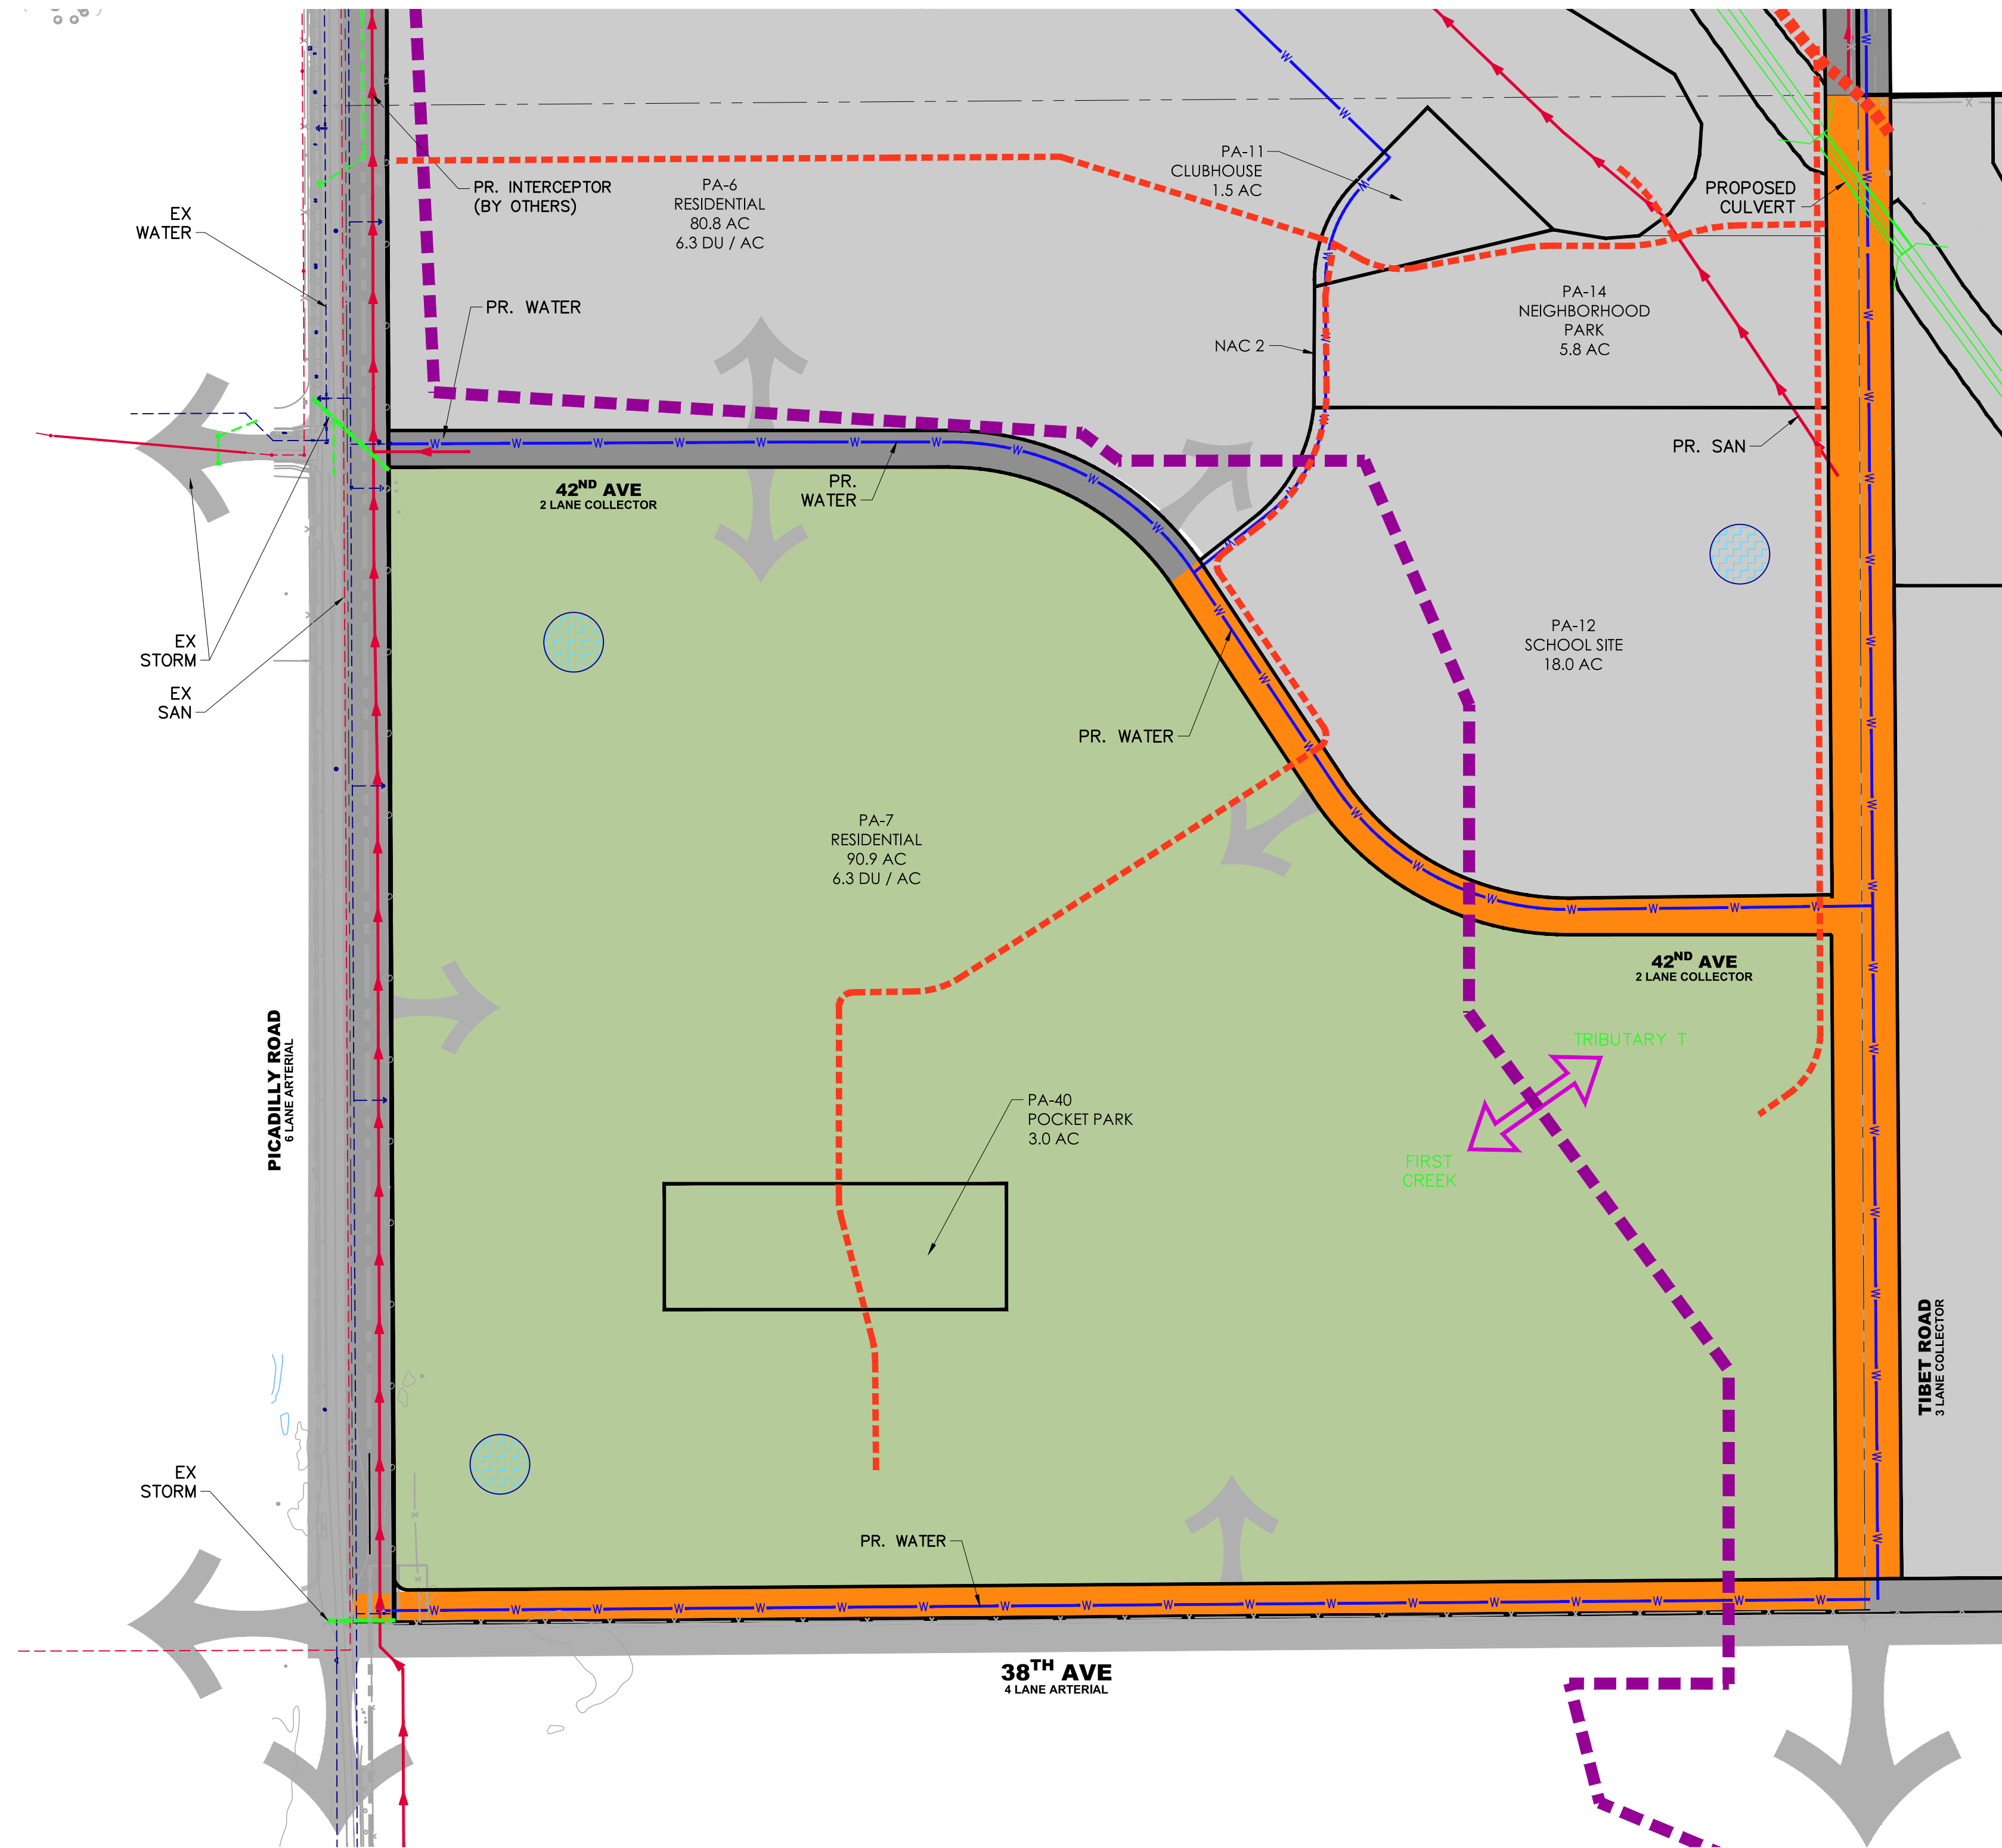 PA-11
CLUBHOUSE
1.5 AC
PR. INTERCEPTOR
(BY OTHERS)
PA-6
RESIDENTIAL
80.8 AC
6.3 DU / AC
PROPOSED
CULVERT
EX
WATER
PR. WATER
PA-14
NEIGHBORHOOD
PARK
5.8 AC
NAC 2
PR. SAN
42ND AVE
2 LANE COLLECTOR
PR.
WATER
EX
STORM
EX
SAN
PA-12
SCHOOL SITE
18.0 AC
PR. WATER
PA-7
RESIDENTIAL
90.9 AC
6.3 DU / AC
42ND AVE
2 LANE COLLECTOR
PICADILLY ROAD
6 LANE ARTERIAL
TRIBUTARY T
FIRST
CREEK
PA-40
POCKET PARK
3.0 AC
TIBET ROAD
3 LANE COLLECTOR
EX
STORM
PR. WATER
38TH AVE
4 LANE ARTERIAL